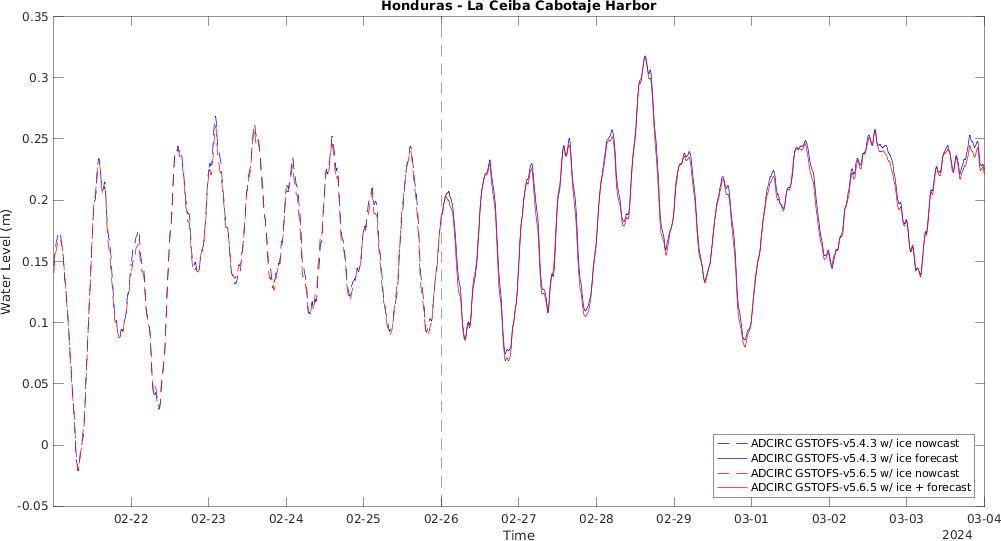 Honduras - La Ceiba Cabotaje Harbor
0.35
0.3
0.25
0.2
0.15
0.1
0.05
0
-0.05
Water Level (m)
02-22 02-23 02-24 02-25 02-26 02-27 02-28 02-29 03-01 03-02 03-03 03-04
2024
Time
ADCIRC GSTOFS-v5.4.3 w/ ice nowcast
ADCIRC GSTOFS-v5.4.3 w/ ice forecast
ADCIRC GSTOFS-v5.6.5 w/ ice nowcast
ADCIRC GSTOFS-v5.6.5 w/ ice + forecast